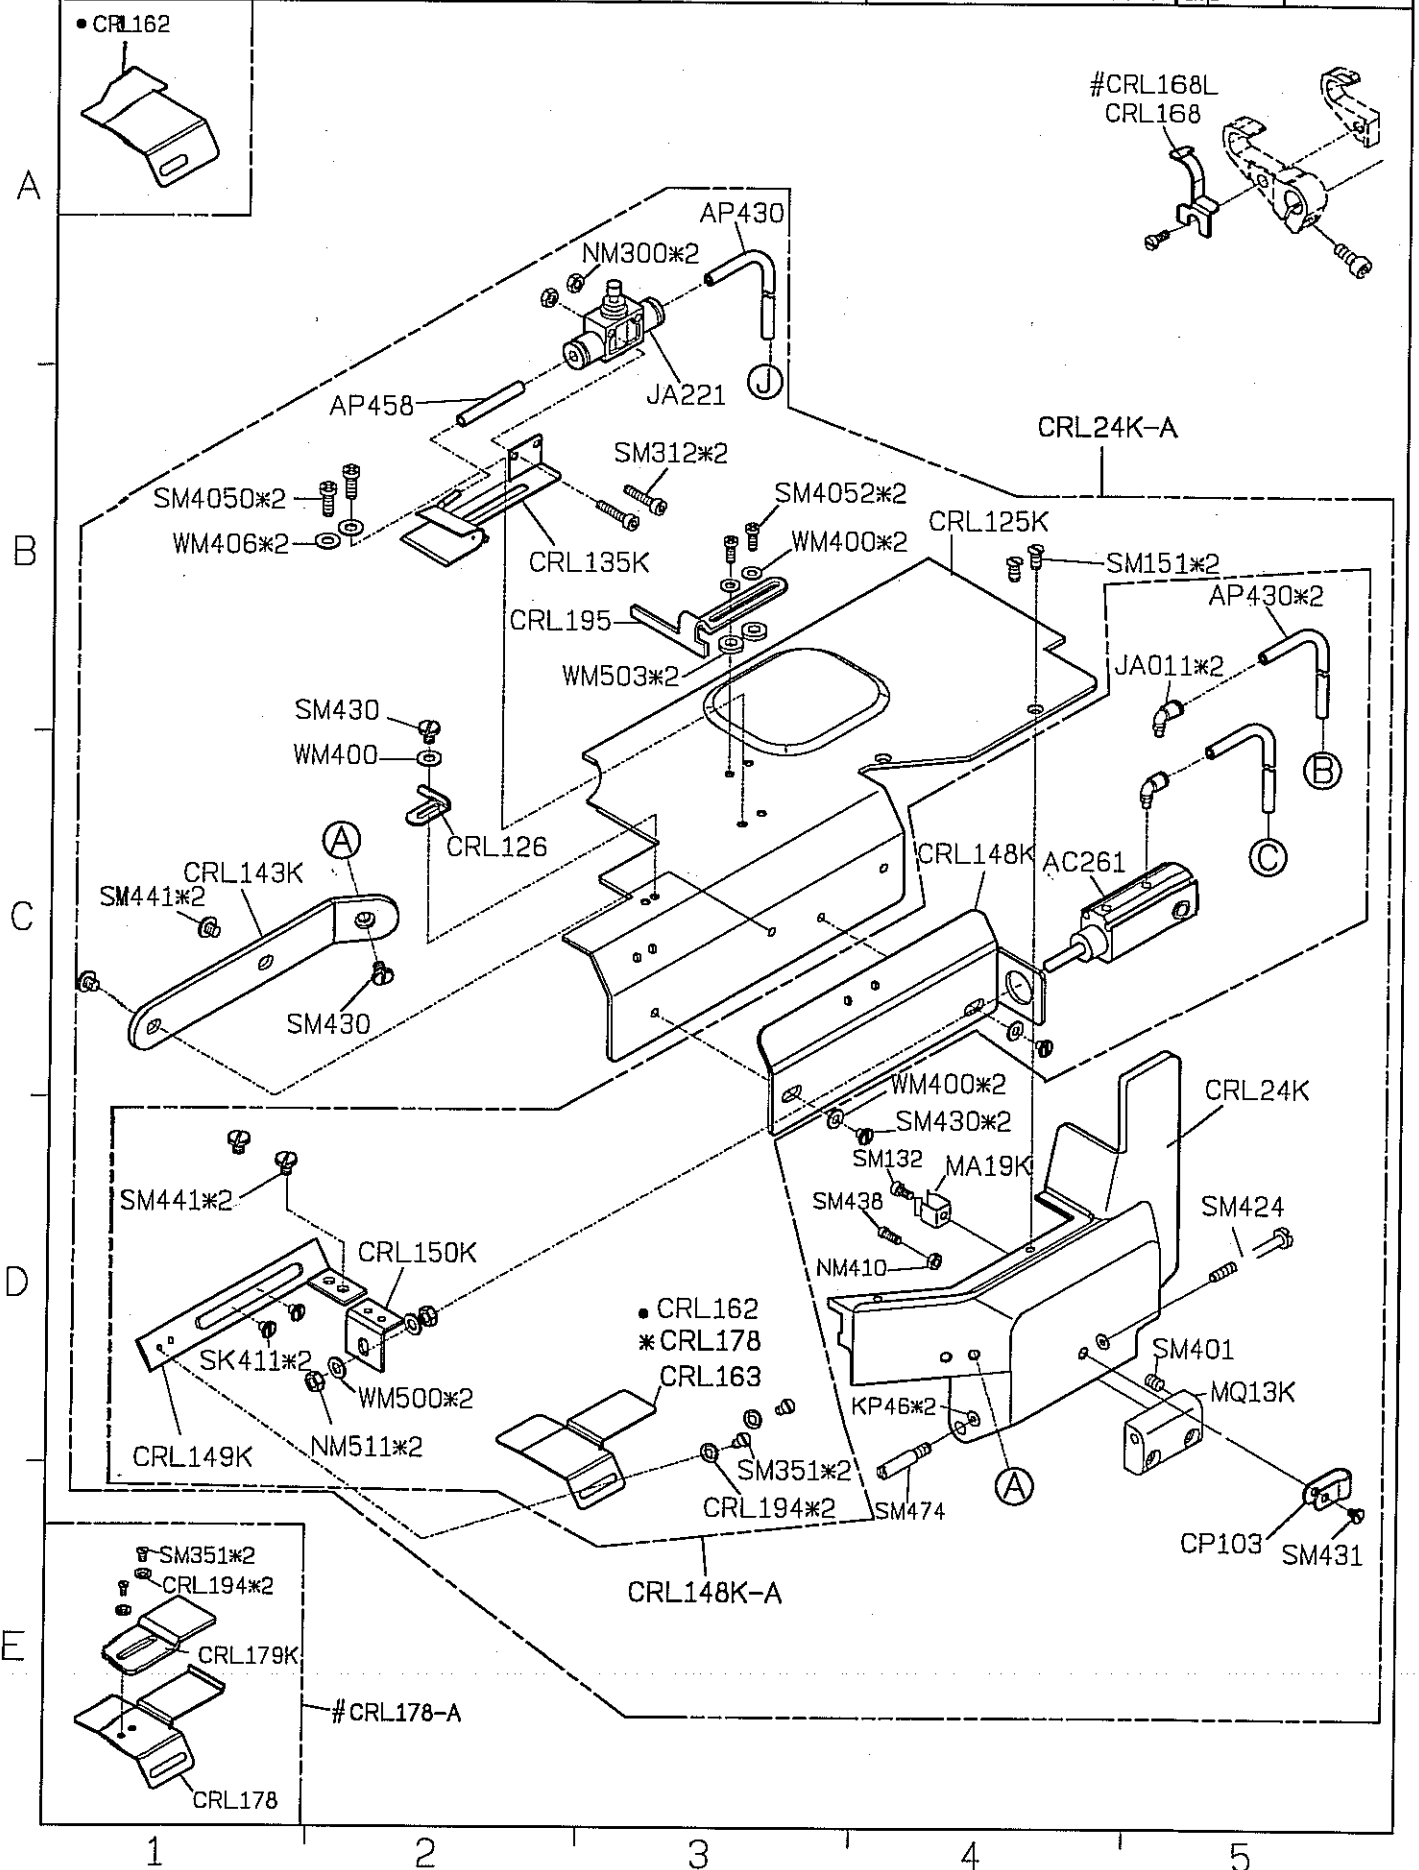 • CRL162
#CRL168L
CRL168
A
AP430
NM300*2
JA221
J
AP458
CRL24K-A
SM312*2
SM4050*2
SM4052*2
CRL125K
B
WM406*2
WM400*2
CRL135K
SM151*2
AP430*2
CRL195
JA011*2
WM503*2
SM430
WM400
B
CRL126
A
CRL148K
AC261
C
CRL143K
SM441*2
C
SM430
WM400*2
CRL24K
SM430*2
SM132
MA19K
SM441*2
SM438
SM424
CRL150K
NM410
D
• CRL162
*CRL178
CRL163
SK411*2
SM401
MQ13K
WM500*2
KP46*2
NM511*2
CRL149K
SM351*2
A
CRL194*2
SM474
CP103
SM431
SM351*2
CRL194*2
CRL148K-A
E
CRL179K
#CRL178-A
CRL178
1
2
3
4
5